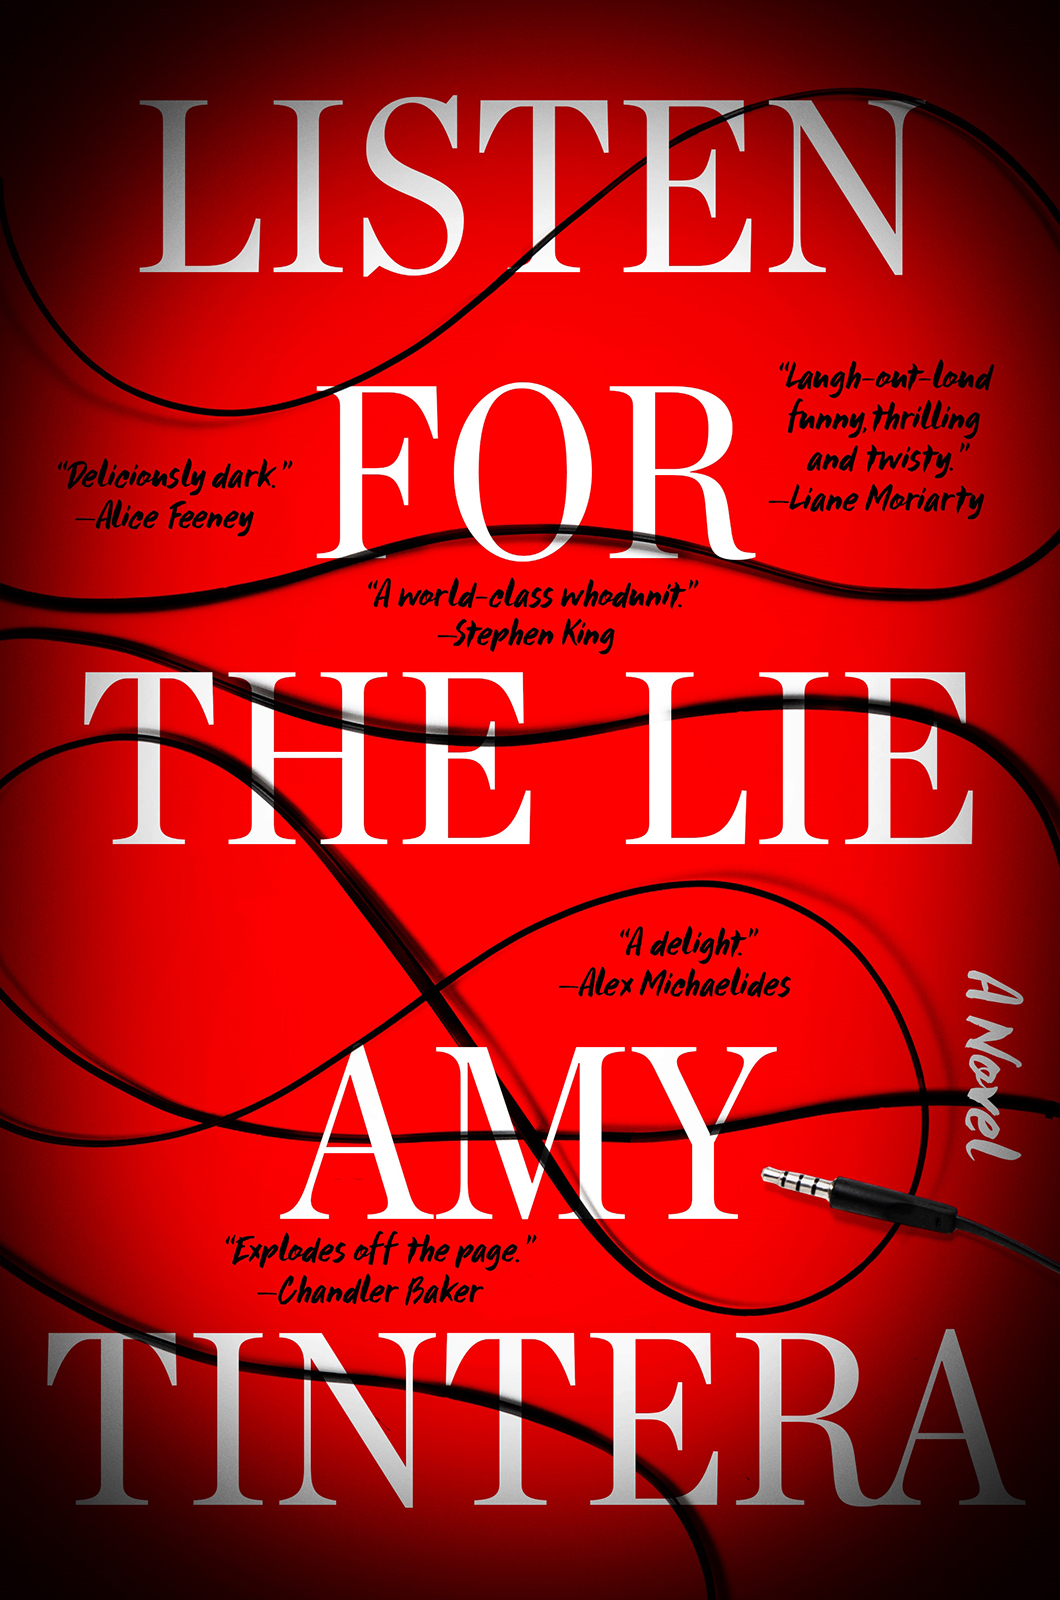 LISTEN
FOR
“Laugh-out-loud
funny, thrilling
and twisty.”
—Liane Moriarty
“Deliciously dark.”
—Alice Feeney
“A world-class whodunit.”
—Stephen King
THE LIE
“A delight.”
—Alex Michaelides
A Novel
AMY
“Explodes off the page.”
—Chandler Baker
TINTERA